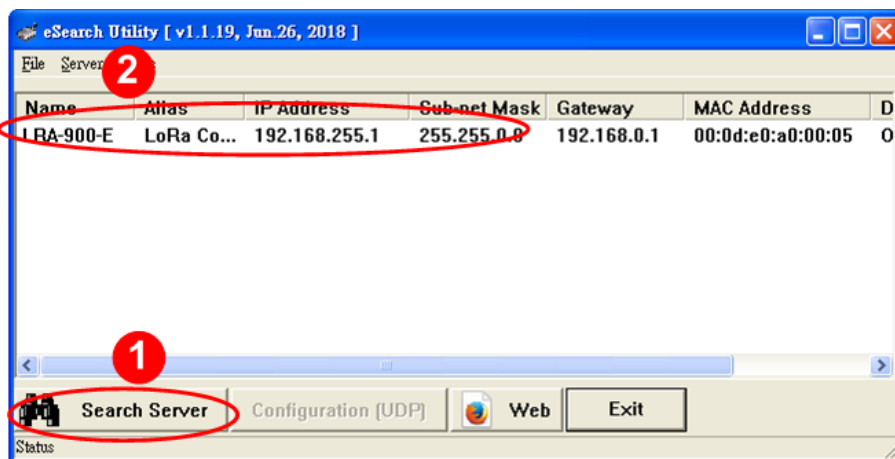 eSearch Utility [ v1.1.19, Jun.26, 2018 ]
File Server
2
Name Alias IP Address Sub-net Mask Gateway MAC Address D
LRA-900-E LoRa Co... 192.168.255.1 255.255.0.0 192.168.0.1 00:0d:e0:a0:00:05 O
1
Search Server Configuration (UDP) Web Exit
Status